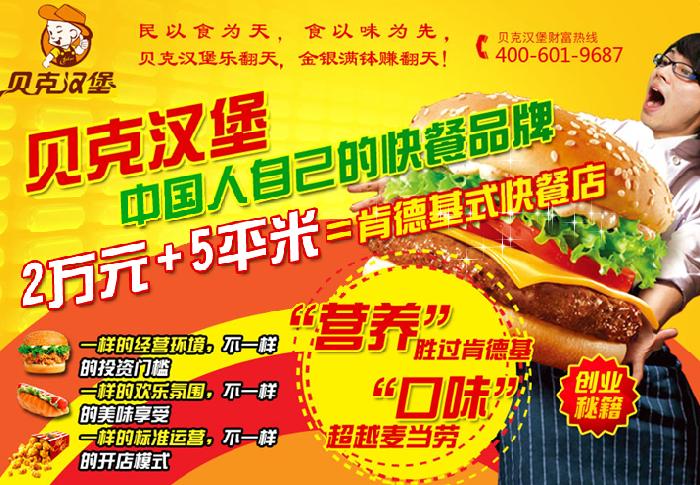 贝克汉堡
民以食为天， 食以味为先，
贝克汉堡乐翻天，金银满钵赚翻天！
贝克汉堡财富热线
400-601-9687
贝克汉堡
中国人自己的快餐品牌
2万元+5平米=肯德基式快餐店
一样的经营环境，不一样
的投资门槛
一样的欢乐氛围，不一样
的美味享受
一样的标准运营，不一样
的开店模式
“营养”
胜过肯德基
“口味”
超越麦当劳
创业
秘籍